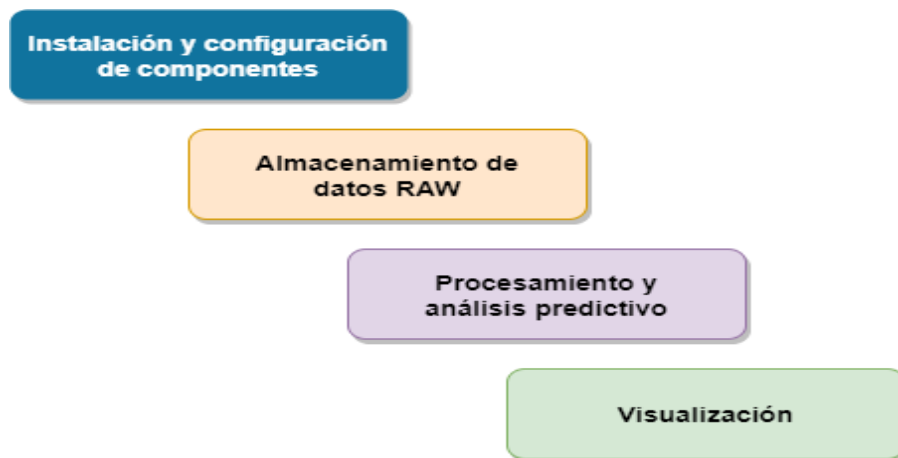 Instalación y configuración
de componentes
Almacenamiento de
datos RAW
Procesamiento y
análisis predictivo
Visualización